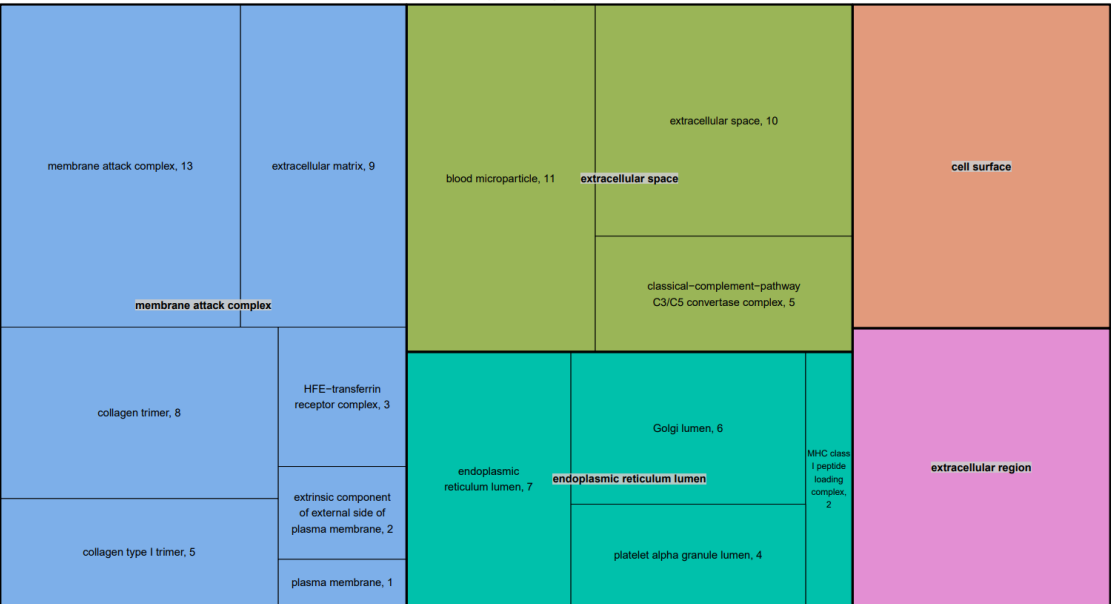 membrane attack complex, 13
extracellular matrix, 9
membrane attack complex
collagen trimer, 8
HFE−transferrin
receptor complex, 3
extrinsic component
of external side of
plasma membrane, 2
collagen type I trimer, 5
plasma membrane, 1
blood microparticle, 11
extracellular space, 10
extracellular space
classical−complement−pathway
C3/C5 convertase complex, 5
endoplasmic
reticulum lumen, 7
Golgi lumen, 6
endoplasmic reticulum lumen
platelet alpha granule lumen, 4
MHC class
I peptide
loading
complex,
2
cell surface
extracellular region